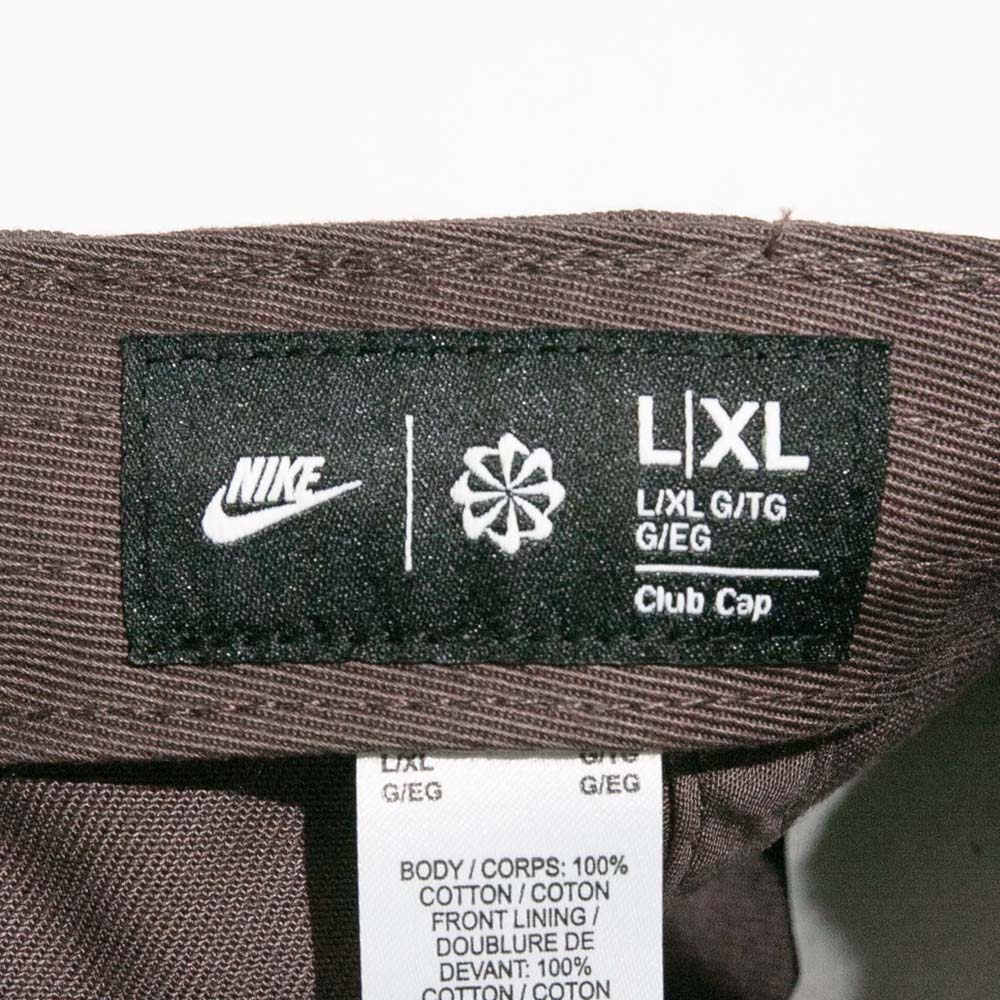 NIKE
L|XL
L/XL G/TG
G/EG
Club Cap
L/XL G/TG
G/EG G/EG
BODY / CORPS: 100%
COTTON / COTON
FRONT LINING /
DOUBLURE DE
DEVANT: 100%
COTTON / COTON